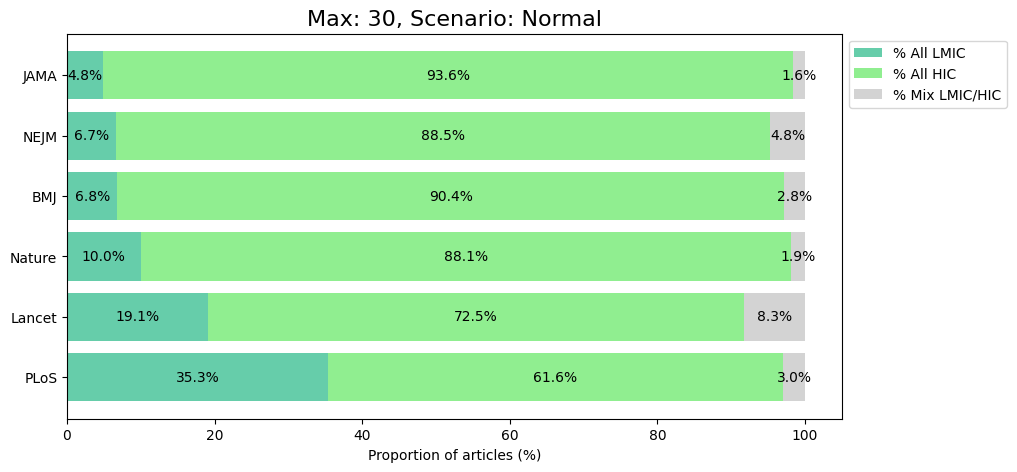 Max: 30, Scenario: Normal
% All LMIC
% All HIC
% Mix LMIC/HIC
JAMA 4.8% 93.6% 1.6%
NEJM 6.7% 88.5% 4.8%
BMJ 6.8% 90.4% 2.8%
Nature 10.0% 88.1% 1.9%
Lancet 19.1% 72.5% 8.3%
PLoS 35.3% 61.6% 3.0%
0 20 40 60 80 100
Proportion of articles (%)